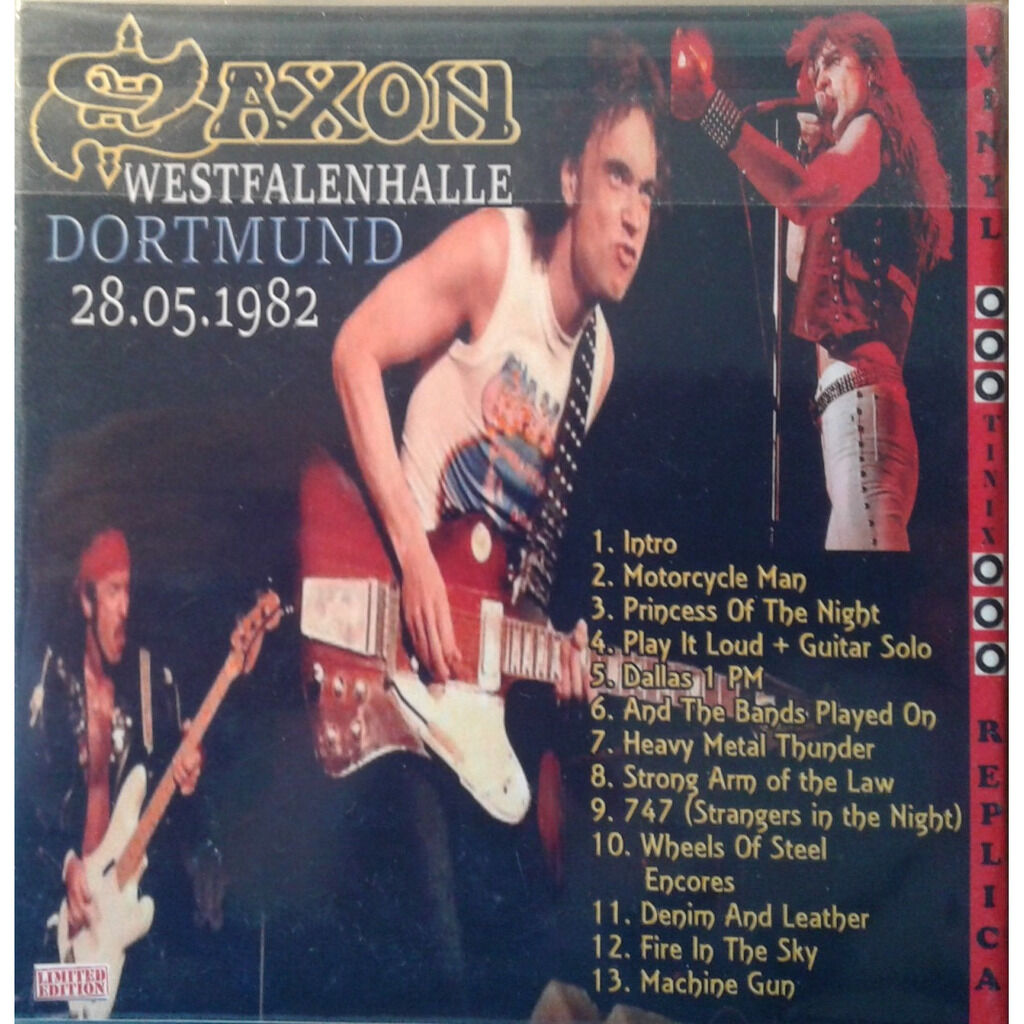 SAXON
WESTFALENHALLE
DORTMUND
28.05.1982
1. Intro
2. Motorcycle Man
3. Princess Of The Night
4. Play It Loud + Guitar Solo
5. Dallas 1 PM
6. And The Bands Played On
7. Heavy Metal Thunder
8. Strong Arm of the Law
9. 747 (Strangers in the Night)
10. Wheels Of Steel
Encores
11. Denim And Leather
12. Fire In The Sky
13. Machine Gun
LIMITED
EDITION
VINYL
TINIX
REPLICA